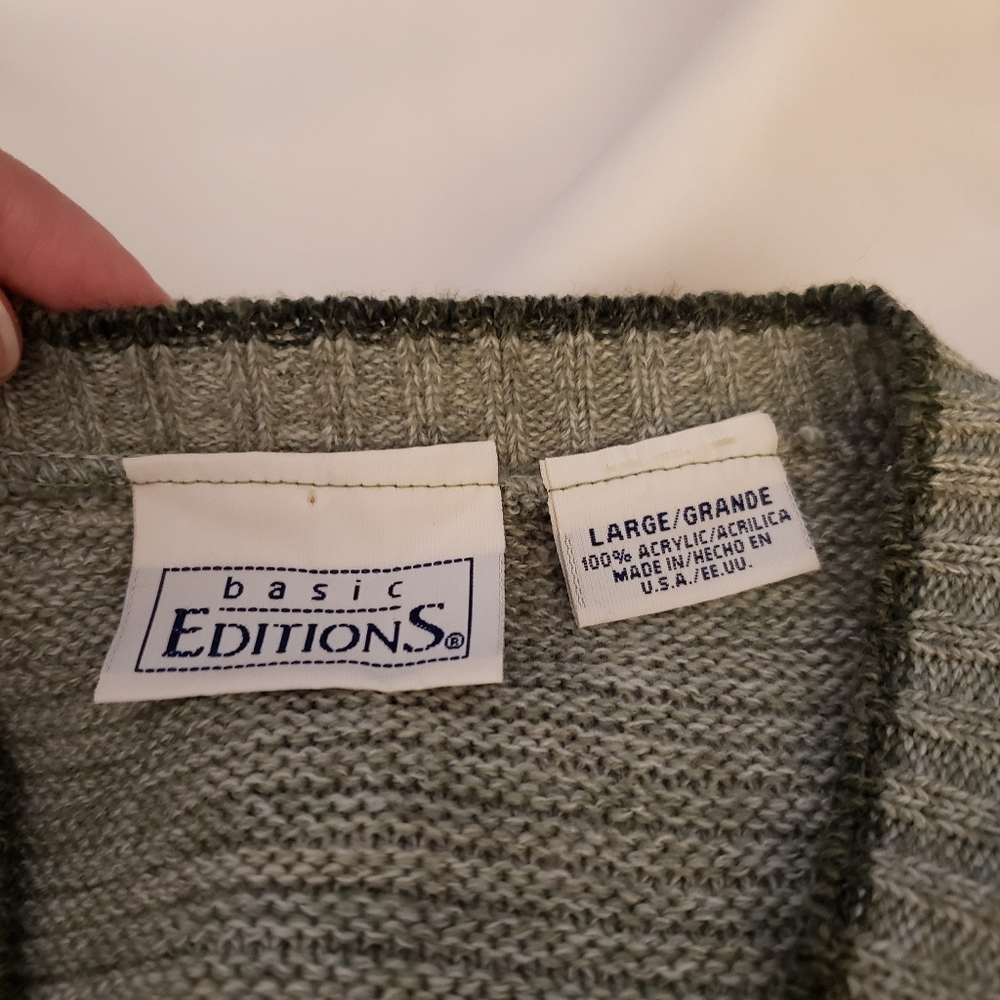 basic
EDITIONS®
LARGE/GRANDE
100% ACRYLIC/ACRILICA
MADE IN/HECHO EN
U.S.A./EE.UU.